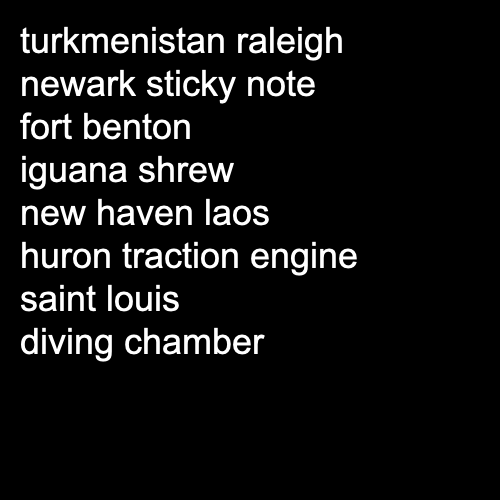 turkmenistan raleigh
newark sticky note
fort benton
iguana shrew
new haven laos
huron traction engine
saint louis
diving chamber